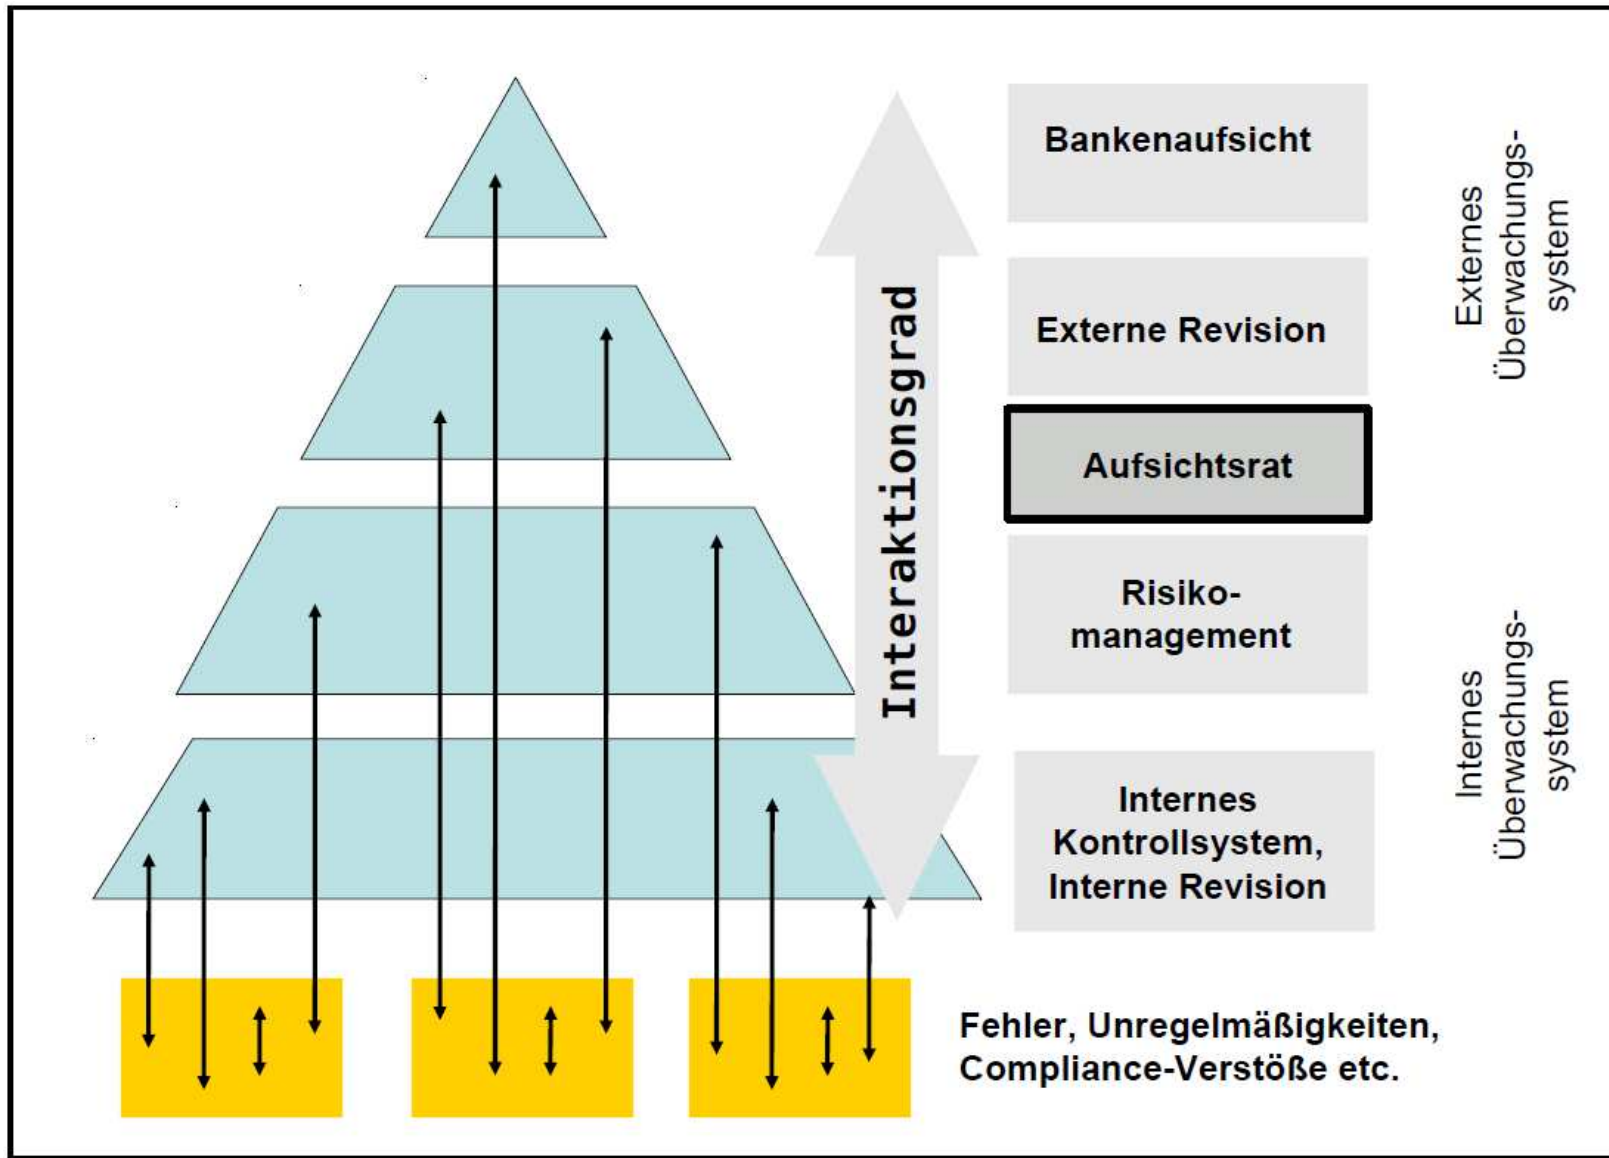 Bankenaufsicht
Externe Revision
Aufsichtsrat
Risiko-
management
Internes
Kontrollsystem,
Interne Revision
Interaktionsgrad
Externes
Überwachungs-
system
Internes
Überwachungs-
system
Fehler, Unregelmäßigkeiten,
Compliance-Verstöße etc.